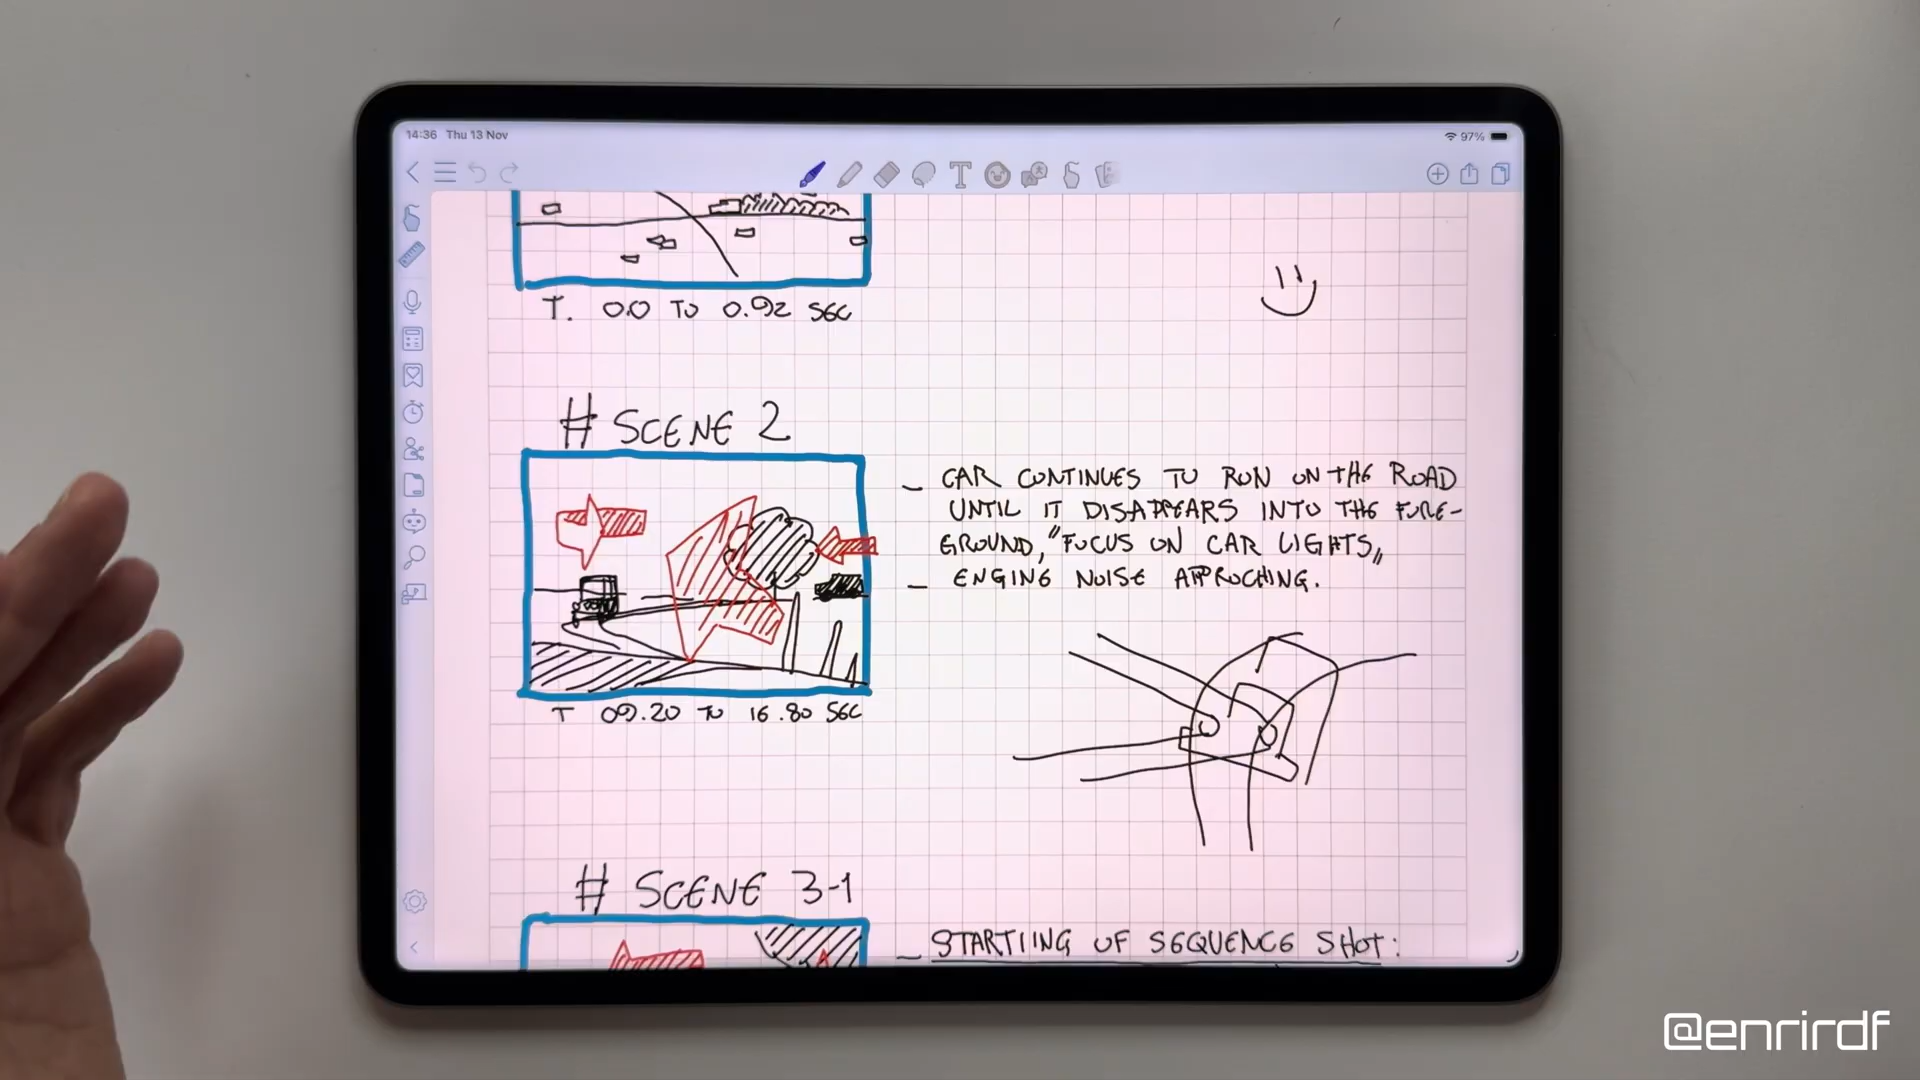 14:36 Thu 13 Nov
97%
T. 0.0 TO 0.92 SEC
# SCENE 2
_ CAR CONTINUES TO RUN ON THE ROAD
UNTIL IT DISAPPEARS INTO THE FORE-
GROUND, "FOCUS ON CAR LIGHTS"
_ ENGINE NOISE APPROCHING.
T 09.20 TO 16.80 SEC
# SCENE 3-1
_ STARTIING OF SEQUENCE SHOT:
@enrirdf